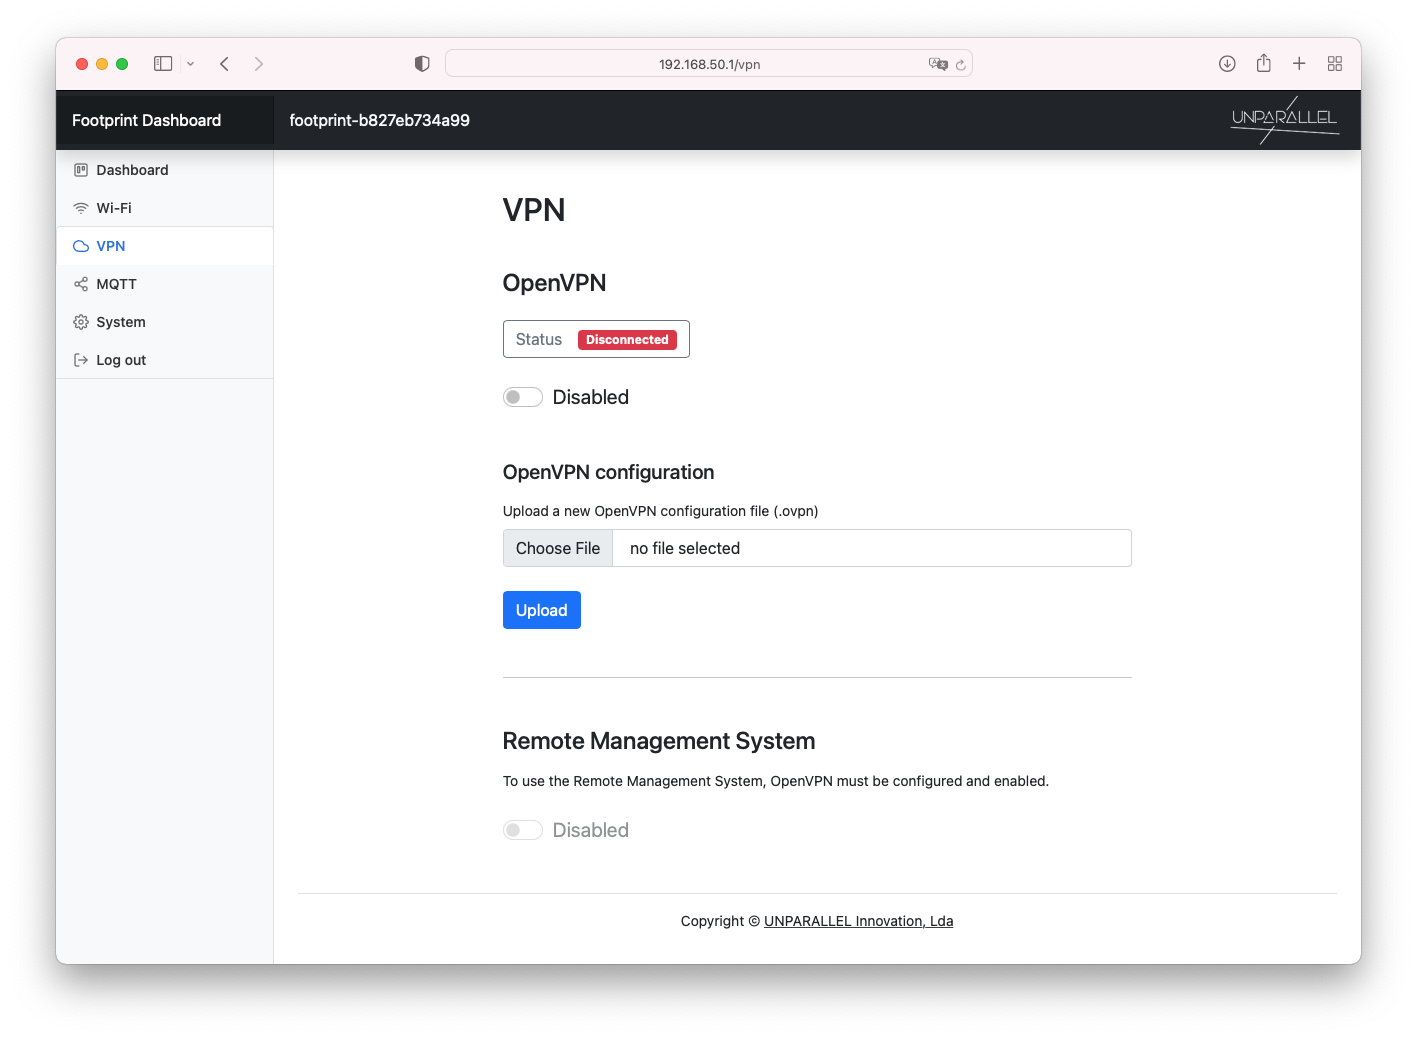 192.168.50.1/vpn
Footprint Dashboard
footprint-b827eb734a99
UNPARALLEL
Dashboard
Wi-Fi
VPN
MQTT
System
Log out
VPN
OpenVPN
Status Disconnected
Disabled
OpenVPN configuration
Upload a new OpenVPN configuration file (.ovpn)
Choose File no file selected
Upload
Remote Management System
To use the Remote Management System, OpenVPN must be configured and enabled.
Disabled
Copyright © UNPARALLEL Innovation, Lda